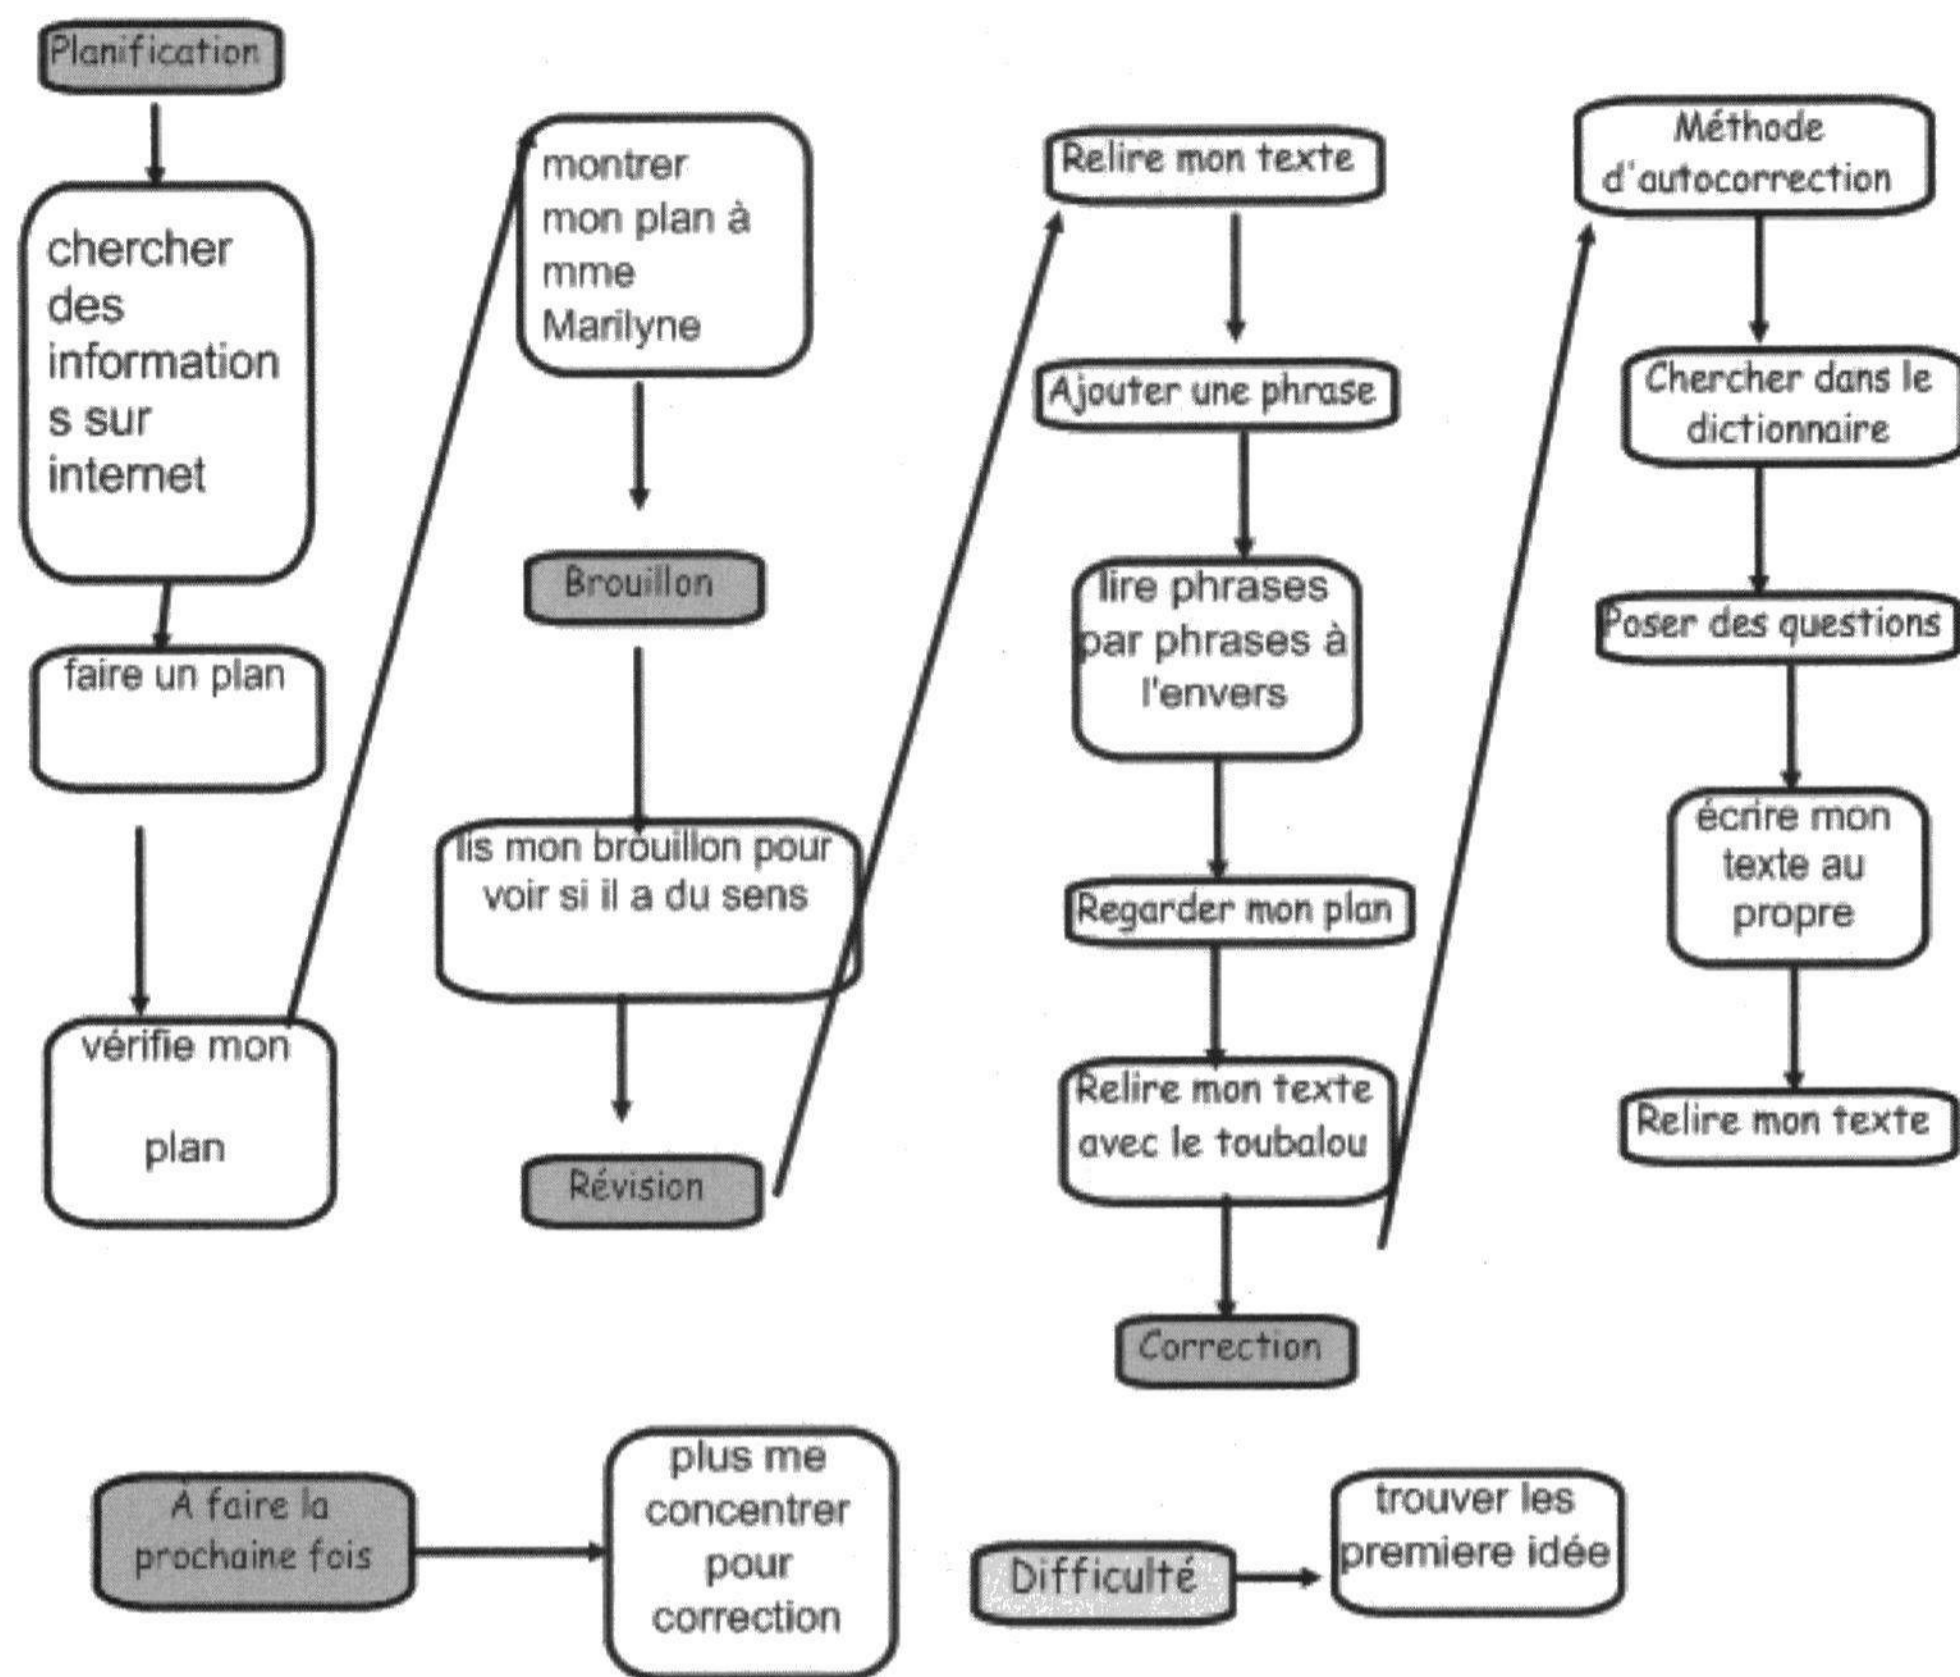 Planification
chercher
des
information
s sur
internet
faire un plan
vérifie mon
plan
montrer
mon plan à
mme
Marilyne
Brouillon
lis mon brouillon pour
voir si il a du sens
Révision
Relire mon texte
Ajouter une phrase
lire phrases
par phrases à
l'envers
Regarder mon plan
Relire mon texte
avec le toubalou
Correction
Méthode
d'autocorrection
Chercher dans le
dictionnaire
Poser des questions
écrire mon
texte au
propre
Relire mon texte
À faire la
prochaine fois
plus me
concentrer
pour
correction
Difficulté
trouver les
premiere idée